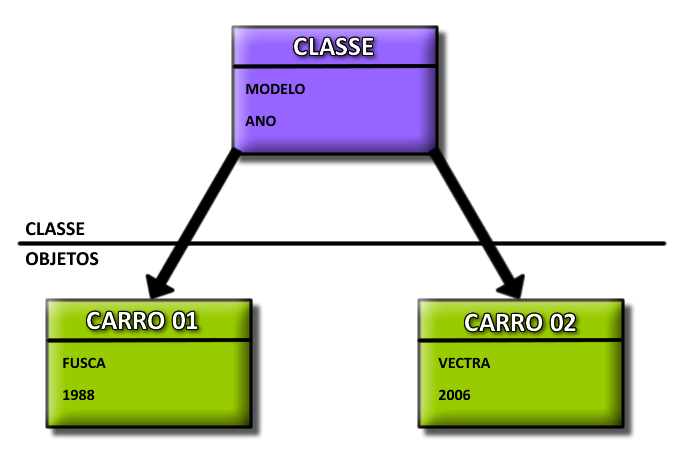 CLASSE
MODELO
ANO
CLASSE
OBJETOS
CARRO 01
FUSCA
1988
CARRO 02
VECTRA
2006